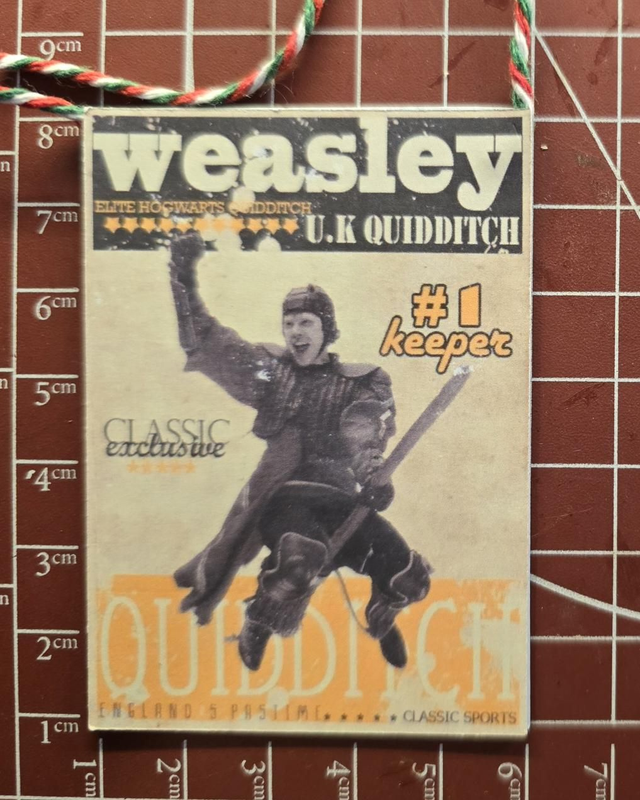 9cm
8cm
weasley
ELITE HOGWARTS QUIDDITCH
7cm
U.K QUIDDITCH
6cm
#1
keeper
5cm
CLASSIC
exclusive
4cm
3cm
QUIDDITCH
2cm
ENGLAND S PASTIME
CLASSIC SPORTS
1cm
1cm
2cm
3cm
4cm
5cm
6cm
7cm